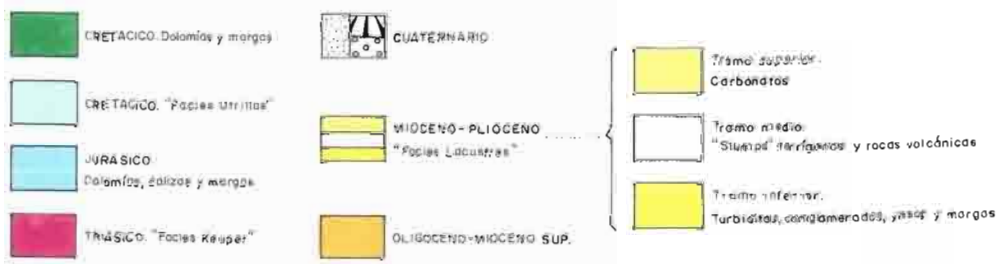 CRETACICO. Dolomías y margas
CRETACICO. "Facies Utrillas"
JURASICO.
Dolomías, calizas y margas
TRIASICO. "Facies Keuper"
CUATERNARIO
MIOCENO-PLIOCENO
"Facies Lacustres"
OLIGOCENO-MIOCENO SUP.
Tramo superior.
Carbonatos
Tramo medio.
"Slumps" terrígenos y rocas volcánicas
Tramo inferior.
Turbiditas, conglomerados, yesos y margas